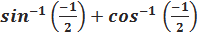 sin⁻¹ (−1/2) + cos⁻¹ (−1/2)